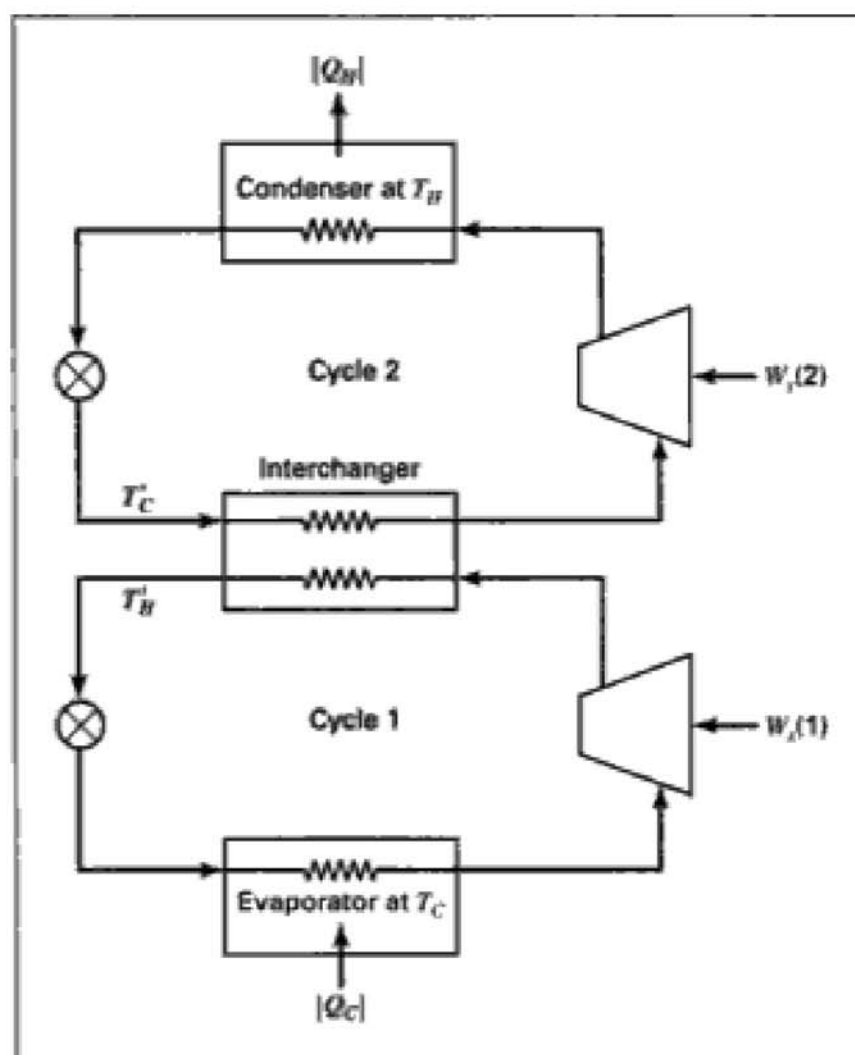 |Q_H|
Condenser at T_H
Cycle 2
W_s(2)
Interchanger
T'_C
T'_H
Cycle 1
W_s(1)
Evaporator at T_C
|Q_C|